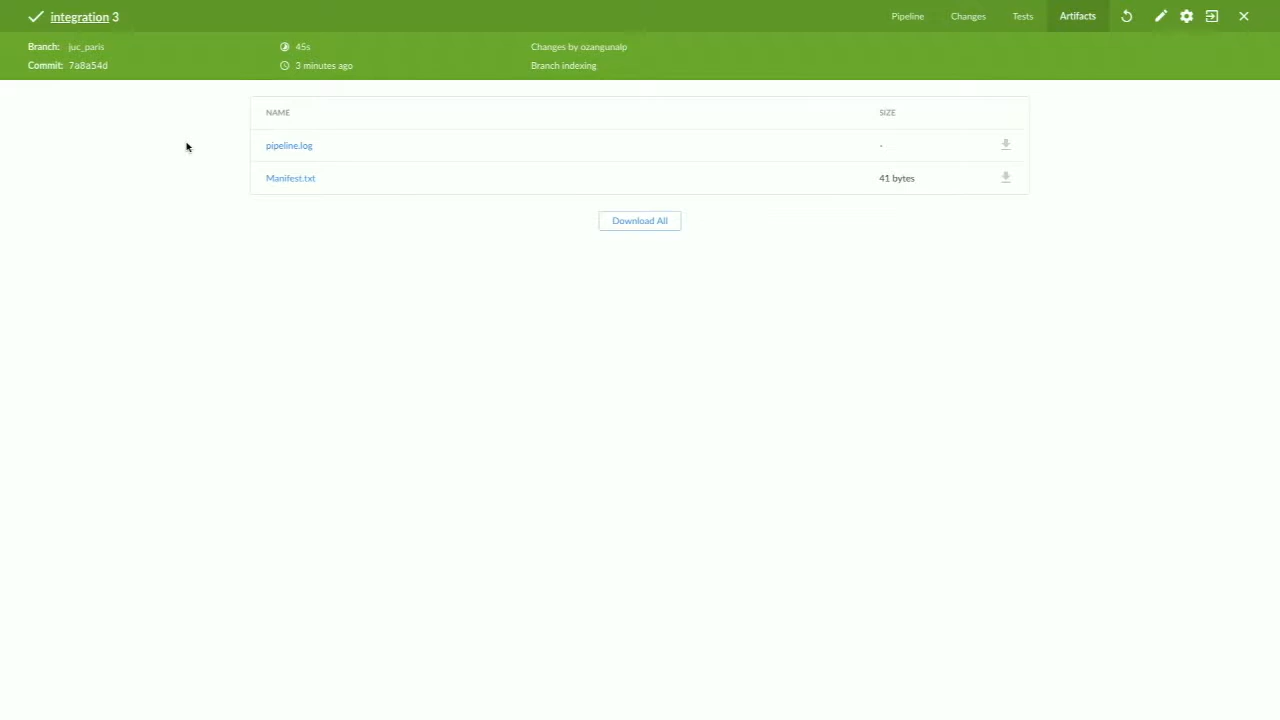 integration 3
Pipeline
Changes
Tests
Artifacts
Branch: juc_paris
45s
Changes by ozangunalp
Commit: 7a8a54d
3 minutes ago
Branch indexing
NAME
SIZE
pipeline.log
-
Manifest.txt
41 bytes
Download All